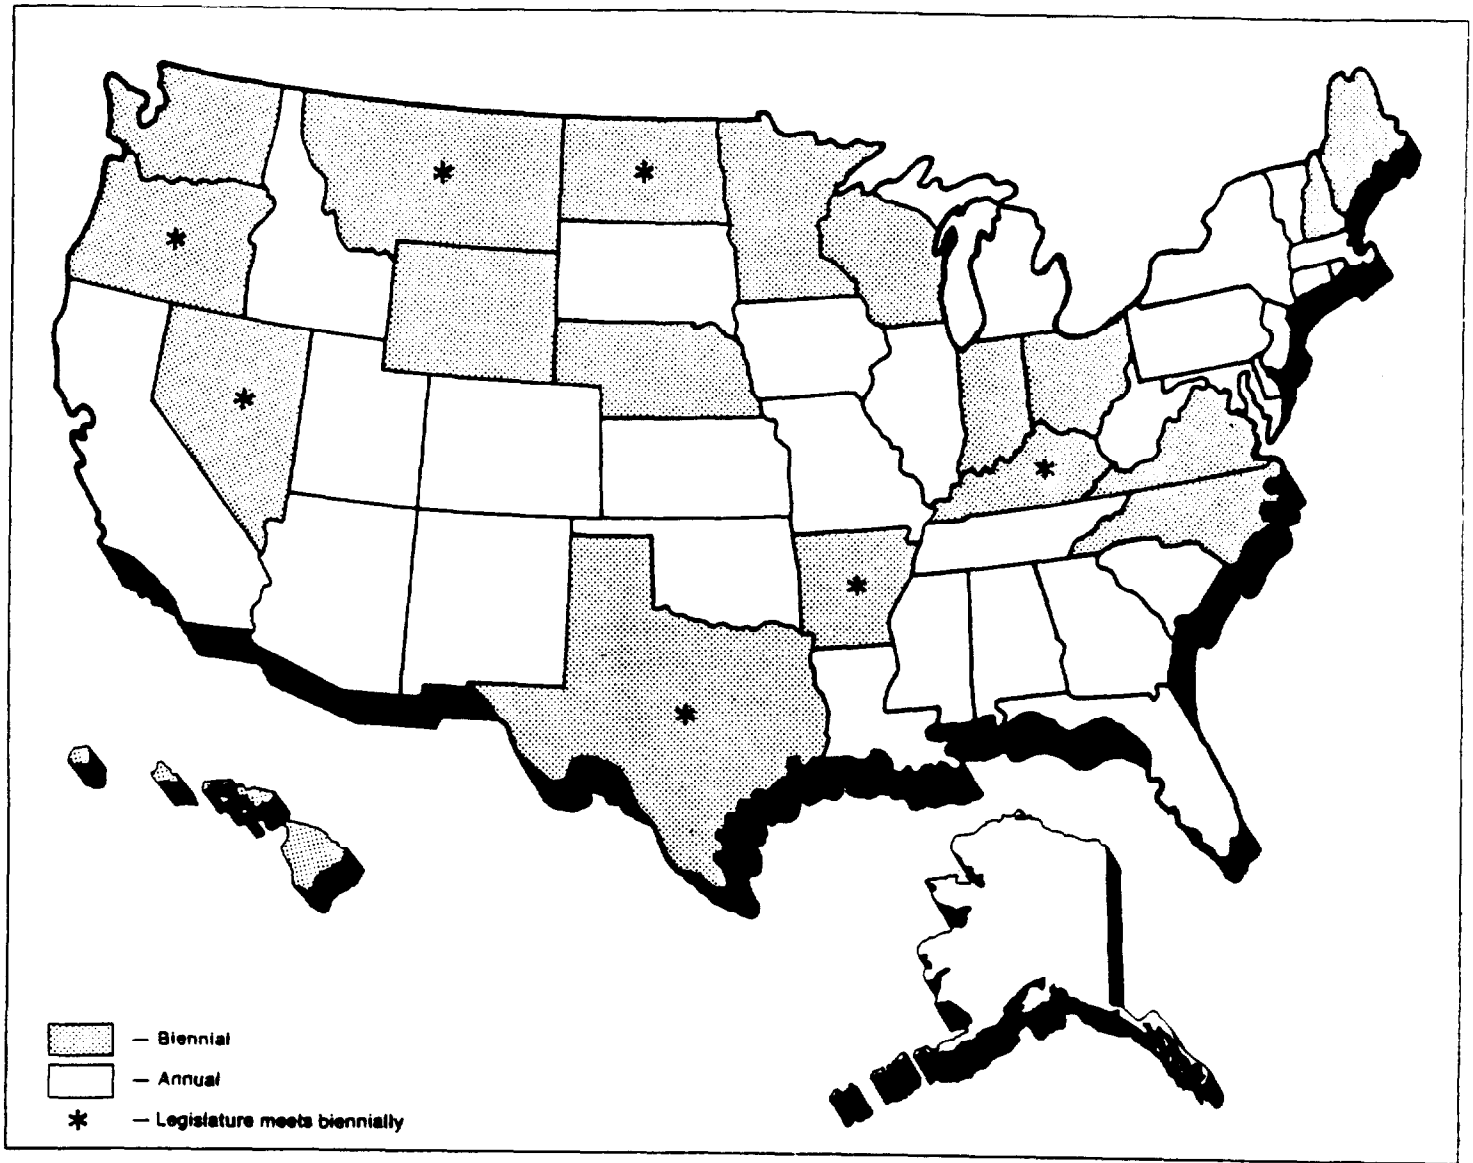 — Biennial
— Annual
* — Legislature meets biennially